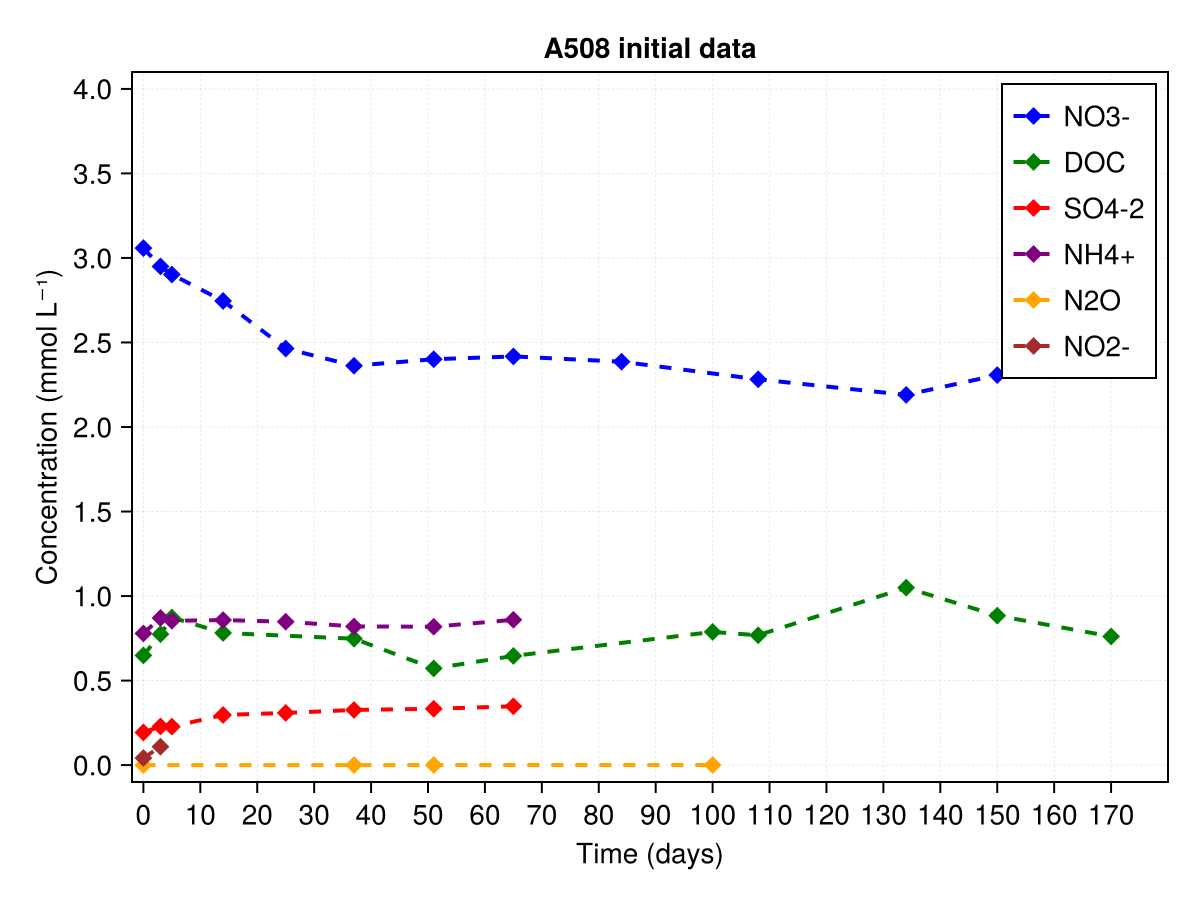 A508 initial data
4.0
3.5
3.0
2.5
2.0
1.5
1.0
0.5
0.0
Concentration (mmol L⁻¹)
NO3-
DOC
SO4-2
NH4+
N2O
NO2-
0 10 20 30 40 50 60 70 80 90 100 110 120 130 140 150 160 170
Time (days)